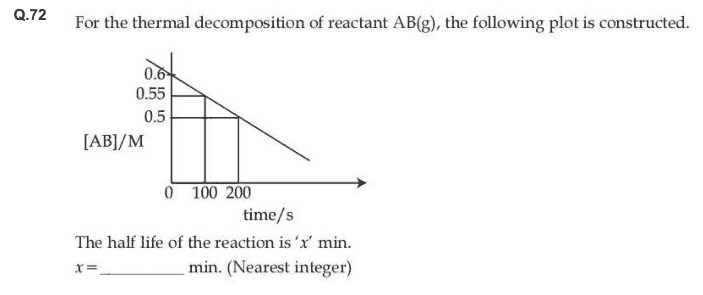 Q.72 For the thermal decomposition of reactant AB(g), the following plot is constructed.
0.6
0.55
0.5
[AB]/M
0 100 200
time/s
The half life of the reaction is 'x' min.
x = __________ min. (Nearest integer)